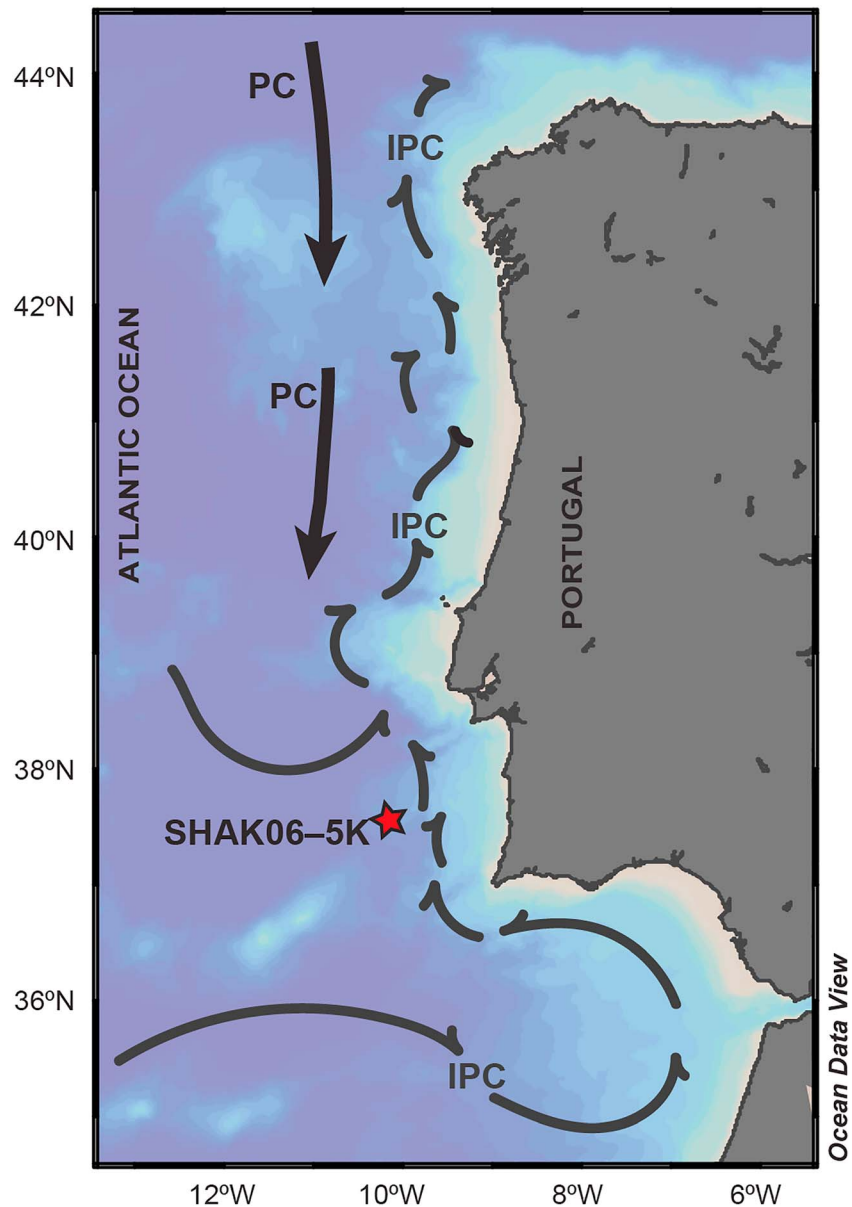 44ºN
PC
IPC
42ºN
PC
ATLANTIC OCEAN
40ºN
IPC
PORTUGAL
38ºN
SHAK06–5K
36ºN
IPC
Ocean Data View
12ºW
10ºW
8ºW
6ºW